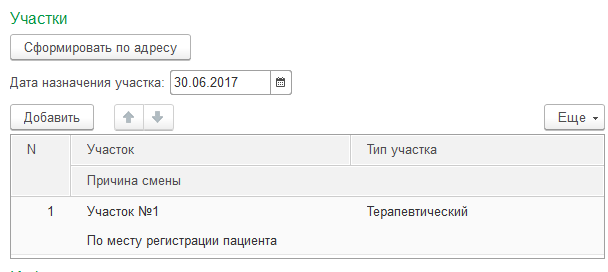 Участки
Сформировать по адресу
Дата назначения участка: 30.06.2017
Добавить Еще
N Участок Тип участка
Причина смены
1 Участок №1 Терапевтический
По месту регистрации пациента